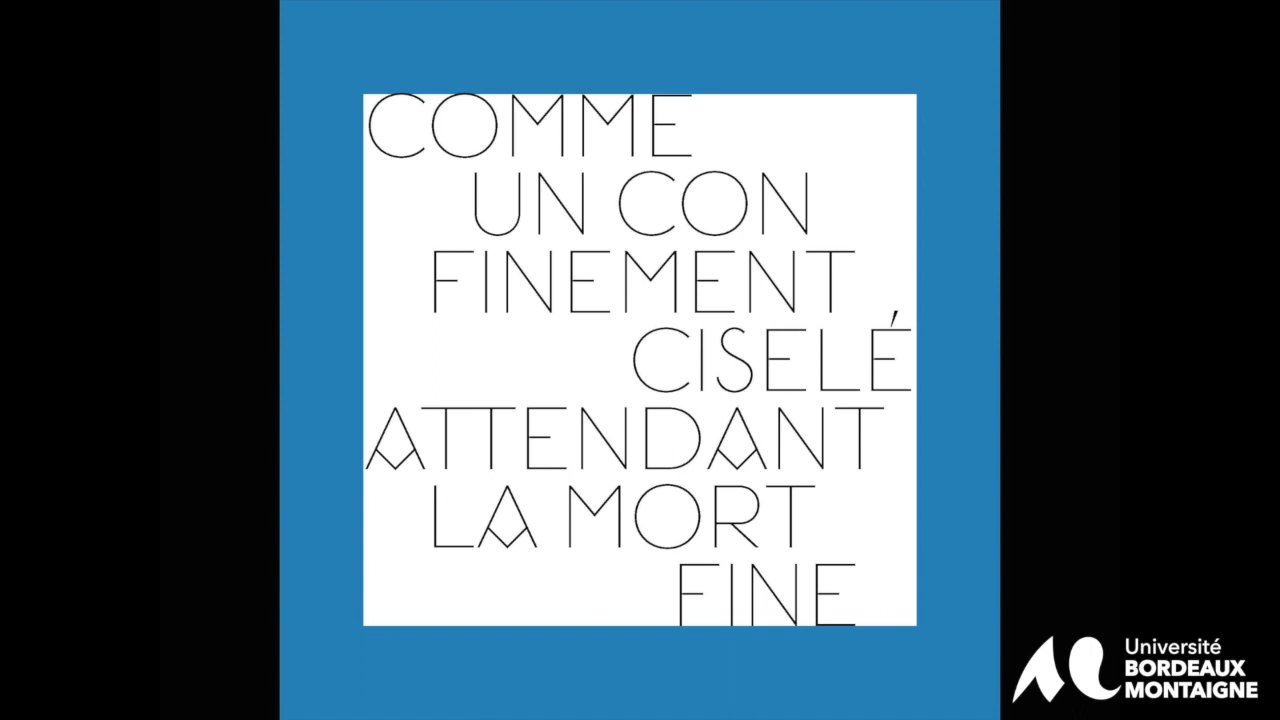 COMME
UN CON
FINEMENT
CISELÉ
ATTENDANT
LA MORT
FINE
Université
BORDEAUX
MONTAIGNE